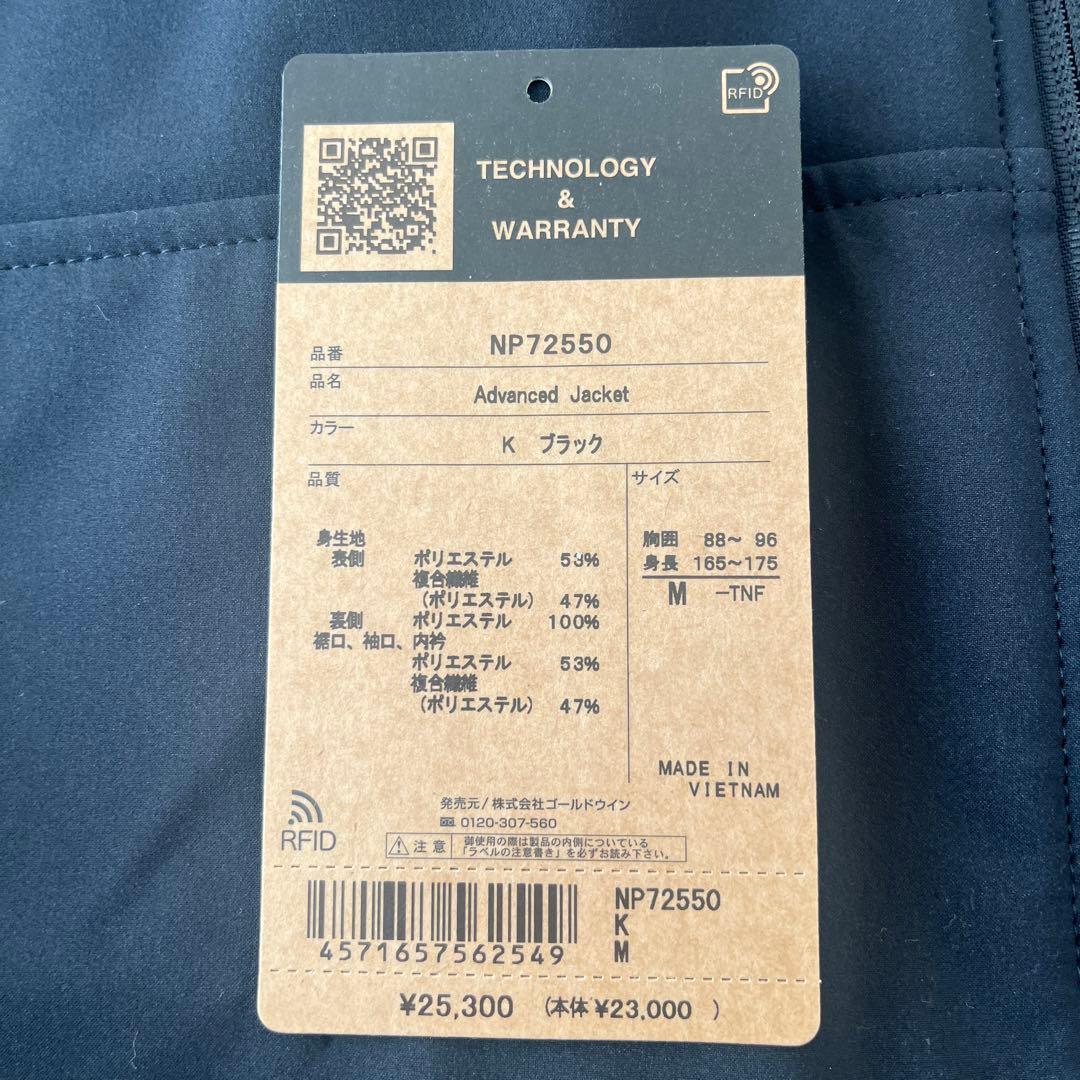 RFID
TECHNOLOGY
&
WARRANTY
品番 NP72550
品名 Advanced Jacket
カラー K ブラック
品質
身生地
表側 ポリエステル 53%
複合繊維
(ポリエステル) 47%
裏側 ポリエステル 100%
裾口、袖口、内衿
ポリエステル 53%
複合繊維
(ポリエステル) 47%
サイズ
胸囲 88~ 96
身長 165~175
M -TNF
MADE IN
VIETNAM
RFID
発売元/株式会社ゴールドウイン
0120-307-560
注意 御使用の際は製品の内側についている
「ラベルの注意書き」を必ずお読み下さい。
4571657562549
NP72550
K
M
¥25,300 (本体¥23,000 )